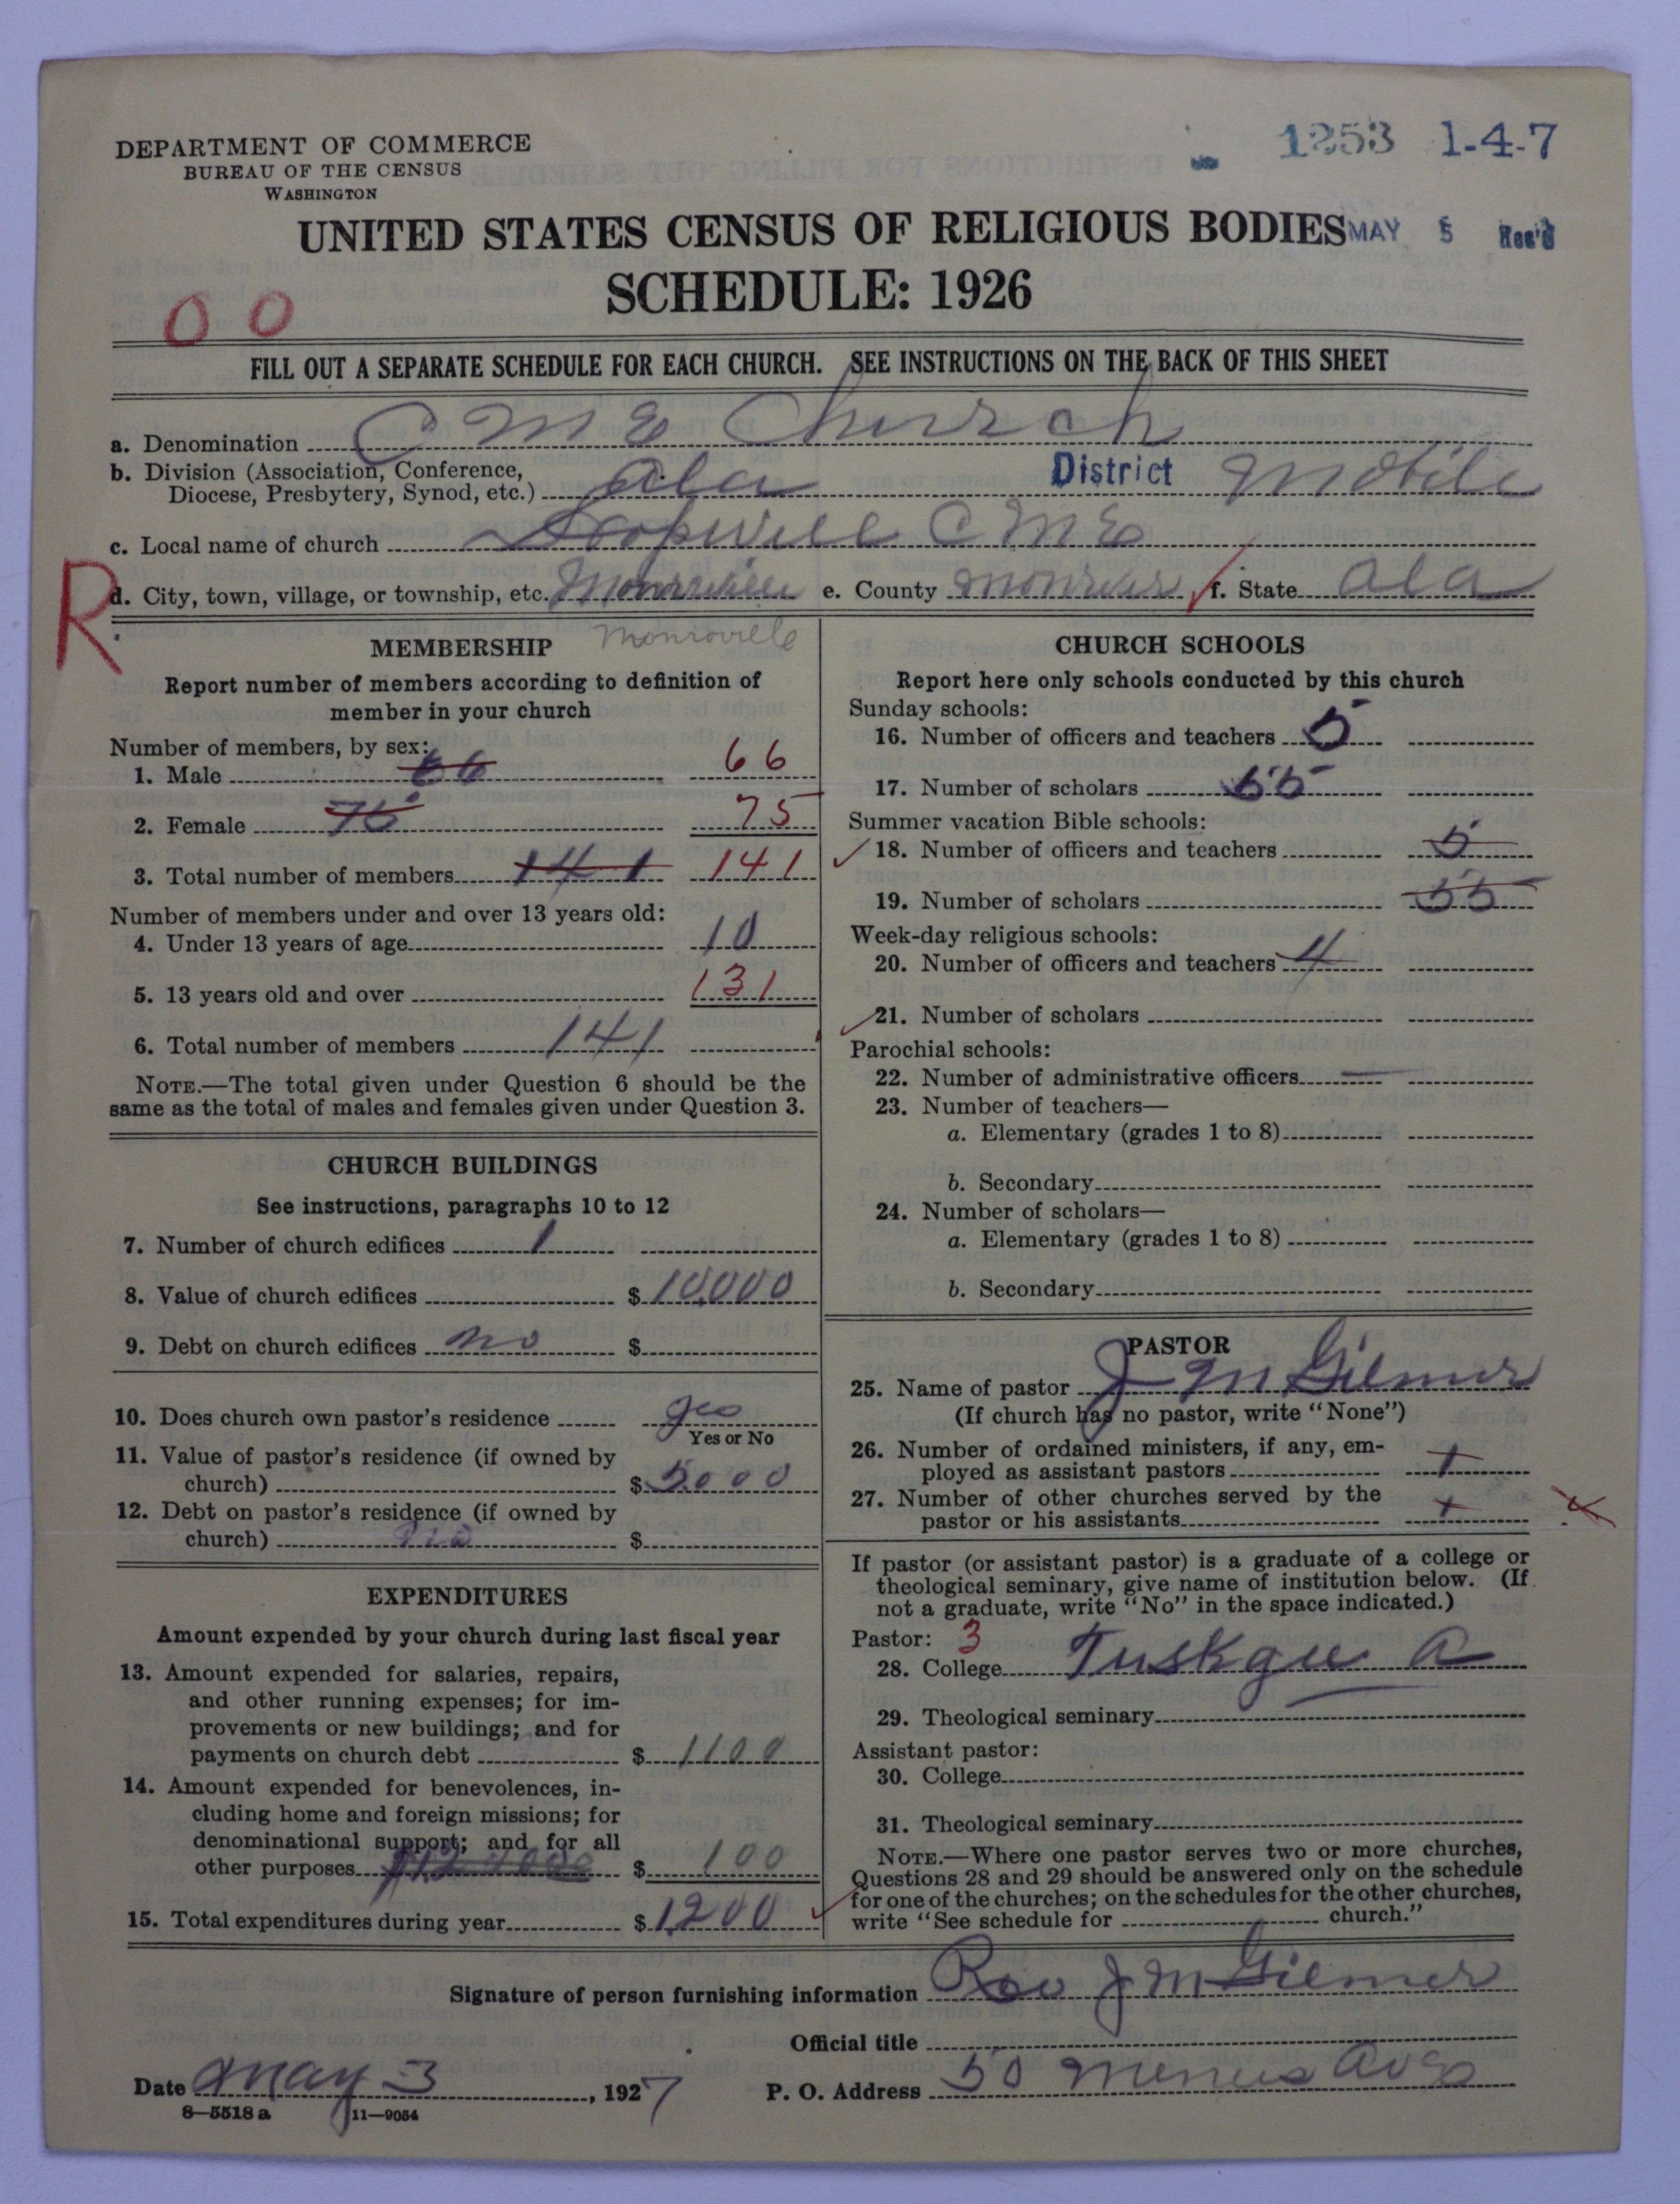 1253 1-4-7
DEPARTMENT OF COMMERCE
BUREAU OF THE CENSUS
WASHINGTON
UNITED STATES CENSUS OF RELIGIOUS BODIES MAY 5 Rec'd
SCHEDULE: 1926
0 0
FILL OUT A SEPARATE SCHEDULE FOR EACH CHURCH. SEE INSTRUCTIONS ON THE BACK OF THIS SHEET
a. Denomination C M E Church
b. Division (Association, Conference,
Diocese, Presbytery, Synod, etc.) Ala District Mobile
c. Local name of church C M E
R
d. City, town, village, or township, etc. e. County f. State Ala
Monroville
MEMBERSHIP
Report number of members according to definition of
member in your church
Number of members, by sex:
1. Male 66 66
2. Female 75 75
3. Total number of members 141 141
Number of members under and over 13 years old:
4. Under 13 years of age 10
5. 13 years old and over 131
6. Total number of members 141
NOTE.—The total given under Question 6 should be the
same as the total of males and females given under Question 3.
CHURCH BUILDINGS
See instructions, paragraphs 10 to 12
7. Number of church edifices 1
8. Value of church edifices $ 10,000
9. Debt on church edifices no $
10. Does church own pastor's residence yes
Yes or No
11. Value of pastor's residence (if owned by
church) $ 5000
12. Debt on pastor's residence (if owned by
church) no $
EXPENDITURES
Amount expended by your church during last fiscal year
13. Amount expended for salaries, repairs,
and other running expenses; for im-
provements or new buildings; and for
payments on church debt $ 1100
14. Amount expended for benevolences, in-
cluding home and foreign missions; for
denominational support; and for all
other purposes $ 100
15. Total expenditures during year $ 1200
CHURCH SCHOOLS
Report here only schools conducted by this church
Sunday schools:
16. Number of officers and teachers 5
17. Number of scholars 55
Summer vacation Bible schools:
18. Number of officers and teachers 5
19. Number of scholars 55
Week-day religious schools:
20. Number of officers and teachers 4
21. Number of scholars
Parochial schools:
22. Number of administrative officers
23. Number of teachers—
a. Elementary (grades 1 to 8)
b. Secondary
24. Number of scholars—
a. Elementary (grades 1 to 8)
b. Secondary
PASTOR
25. Name of pastor J M Gilmer
(If church has no pastor, write "None")
26. Number of ordained ministers, if any, em-
ployed as assistant pastors 1
27. Number of other churches served by the
pastor or his assistants 1
If pastor (or assistant pastor) is a graduate of a college or
theological seminary, give name of institution below. (If
not a graduate, write "No" in the space indicated.)
Pastor: 3
28. College Tuskgee a
29. Theological seminary
Assistant pastor:
30. College
31. Theological seminary
NOTE.—Where one pastor serves two or more churches,
Questions 28 and 29 should be answered only on the schedule
for one of the churches; on the schedules for the other churches,
write "See schedule for church."
Signature of person furnishing information Rev J M Gilmer
Official title
Date May 3, 1927 P. O. Address 50 Ave
8—5518 a 11—9054